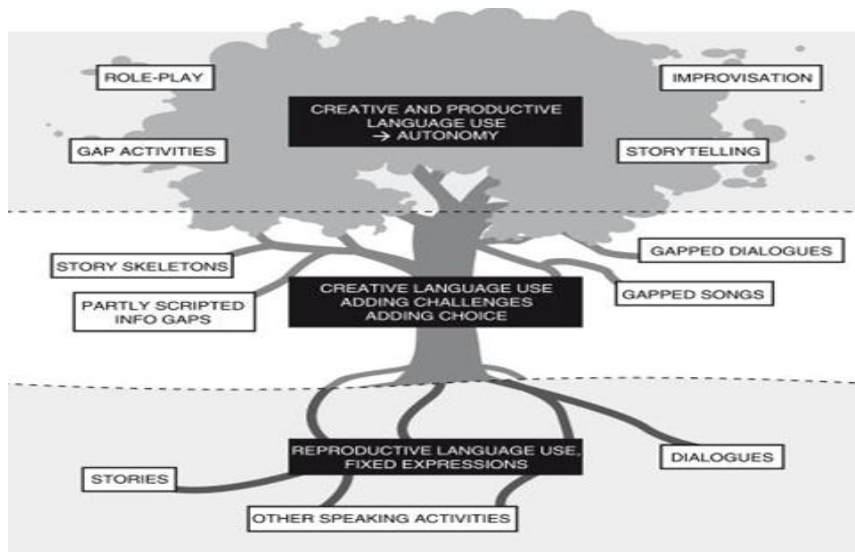 ROLE-PLAY
IMPROVISATION
CREATIVE AND PRODUCTIVE
LANGUAGE USE
→ AUTONOMY
GAP ACTIVITIES
STORYTELLING
STORY SKELETONS
GAPPED DIALOGUES
PARTLY SCRIPTED
INFO GAPS
CREATIVE LANGUAGE USE
ADDING CHALLENGES
ADDING CHOICE
GAPPED SONGS
REPRODUCTIVE LANGUAGE USE,
FIXED EXPRESSIONS
DIALOGUES
STORIES
OTHER SPEAKING ACTIVITIES